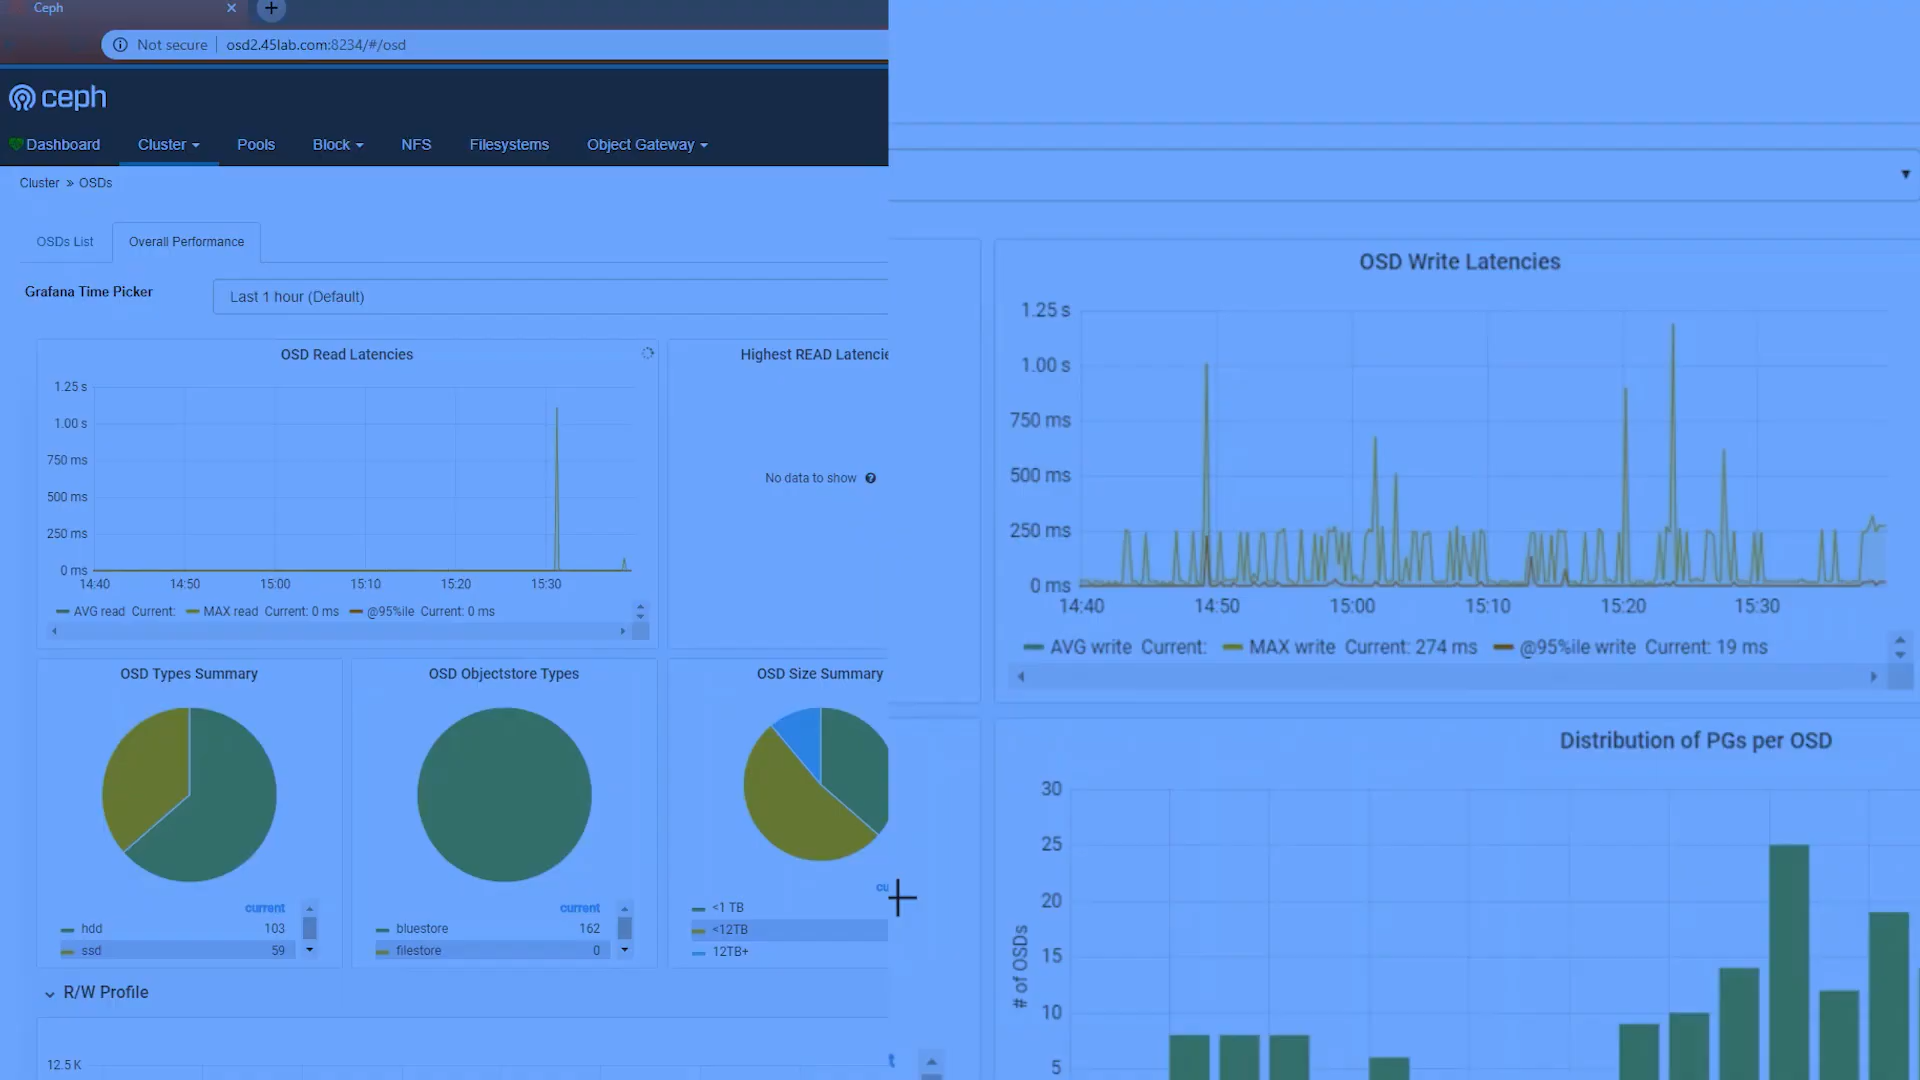 Ceph
Not secure osd2.45lab.com:8234/#/osd
ceph
Dashboard Cluster Pools Block NFS Filesystems Object Gateway
Cluster » OSDs
OSDs List Overall Performance
Grafana Time Picker Last 1 hour (Default)
OSD Read Latencies
1.25 s
1.00 s
750 ms
500 ms
250 ms
0 ms
14:40 14:50 15:00 15:10 15:20 15:30
AVG read Current: MAX read Current: 0 ms @95%ile Current: 0 ms
Highest READ Latencie
No data to show
OSD Write Latencies
1.25 s
1.00 s
750 ms
500 ms
250 ms
0 ms
14:40 14:50 15:00 15:10 15:20 15:30
AVG write Current: MAX write Current: 274 ms @95%ile write Current: 19 ms
OSD Types Summary
current
hdd 103
ssd 59
OSD Objectstore Types
current
bluestore 162
filestore 0
OSD Size Summary
cu
<1 TB
<12TB
12TB+
Distribution of PGs per OSD
# of OSDs
30
25
20
15
10
5
R/W Profile
12.5 K